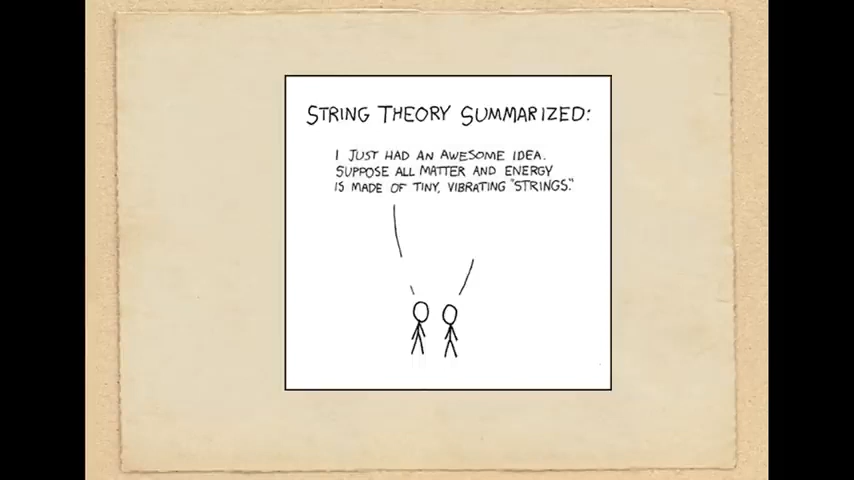 STRING THEORY SUMMARIZED:
I JUST HAD AN AWESOME IDEA.
SUPPOSE ALL MATTER AND ENERGY
IS MADE OF TINY, VIBRATING "STRINGS."